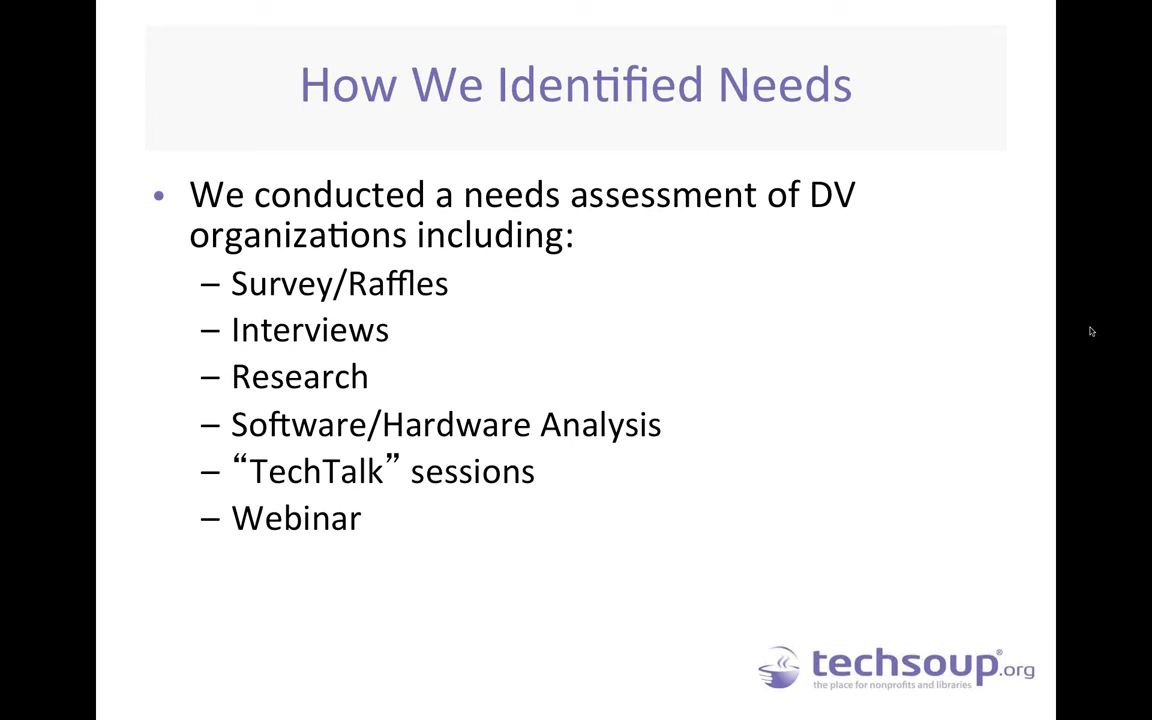 How We Identified Needs
• We conducted a needs assessment of DV
organizations including:
– Survey/Raffles
– Interviews
– Research
– Software/Hardware Analysis
– “TechTalk” sessions
– Webinar
techsoup®.org
the place for nonprofits and libraries